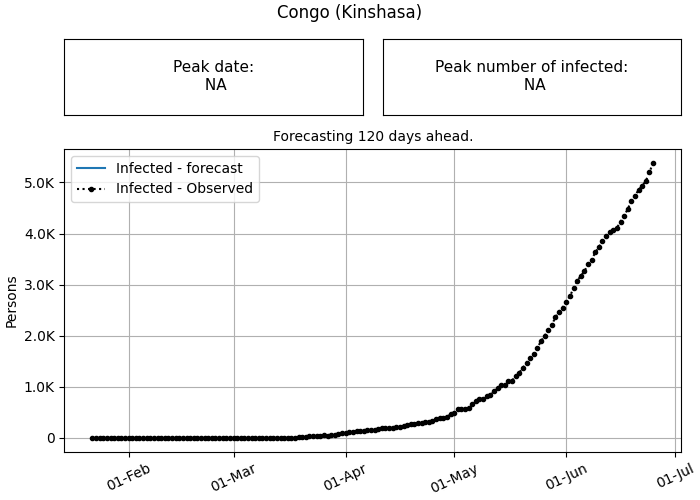 Congo (Kinshasa)
Peak date:
NA
Peak number of infected:
NA
Forecasting 120 days ahead.
Infected - forecast
Infected - Observed
Persons
5.0K
4.0K
3.0K
2.0K
1.0K
0
01-Feb
01-Mar
01-Apr
01-May
01-Jun
01-Jul